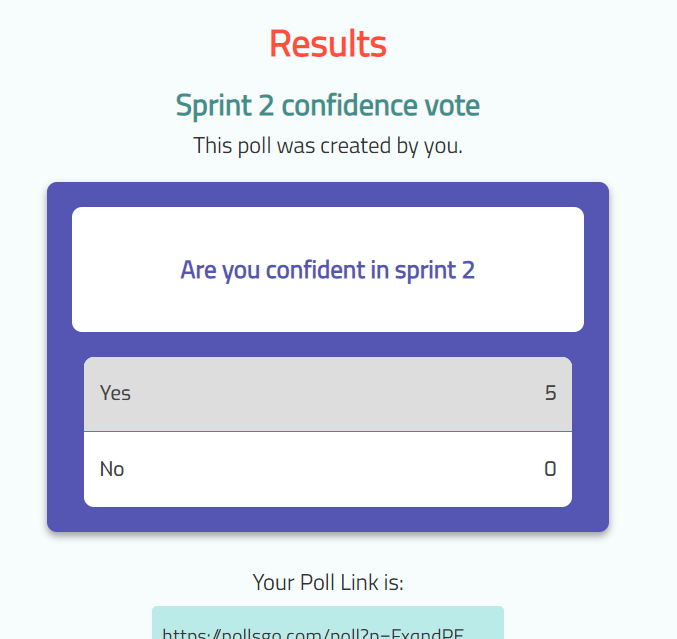 Results
Sprint 2 confidence vote
This poll was created by you.
Are you confident in sprint 2
Yes 5
No 0
Your Poll Link is: